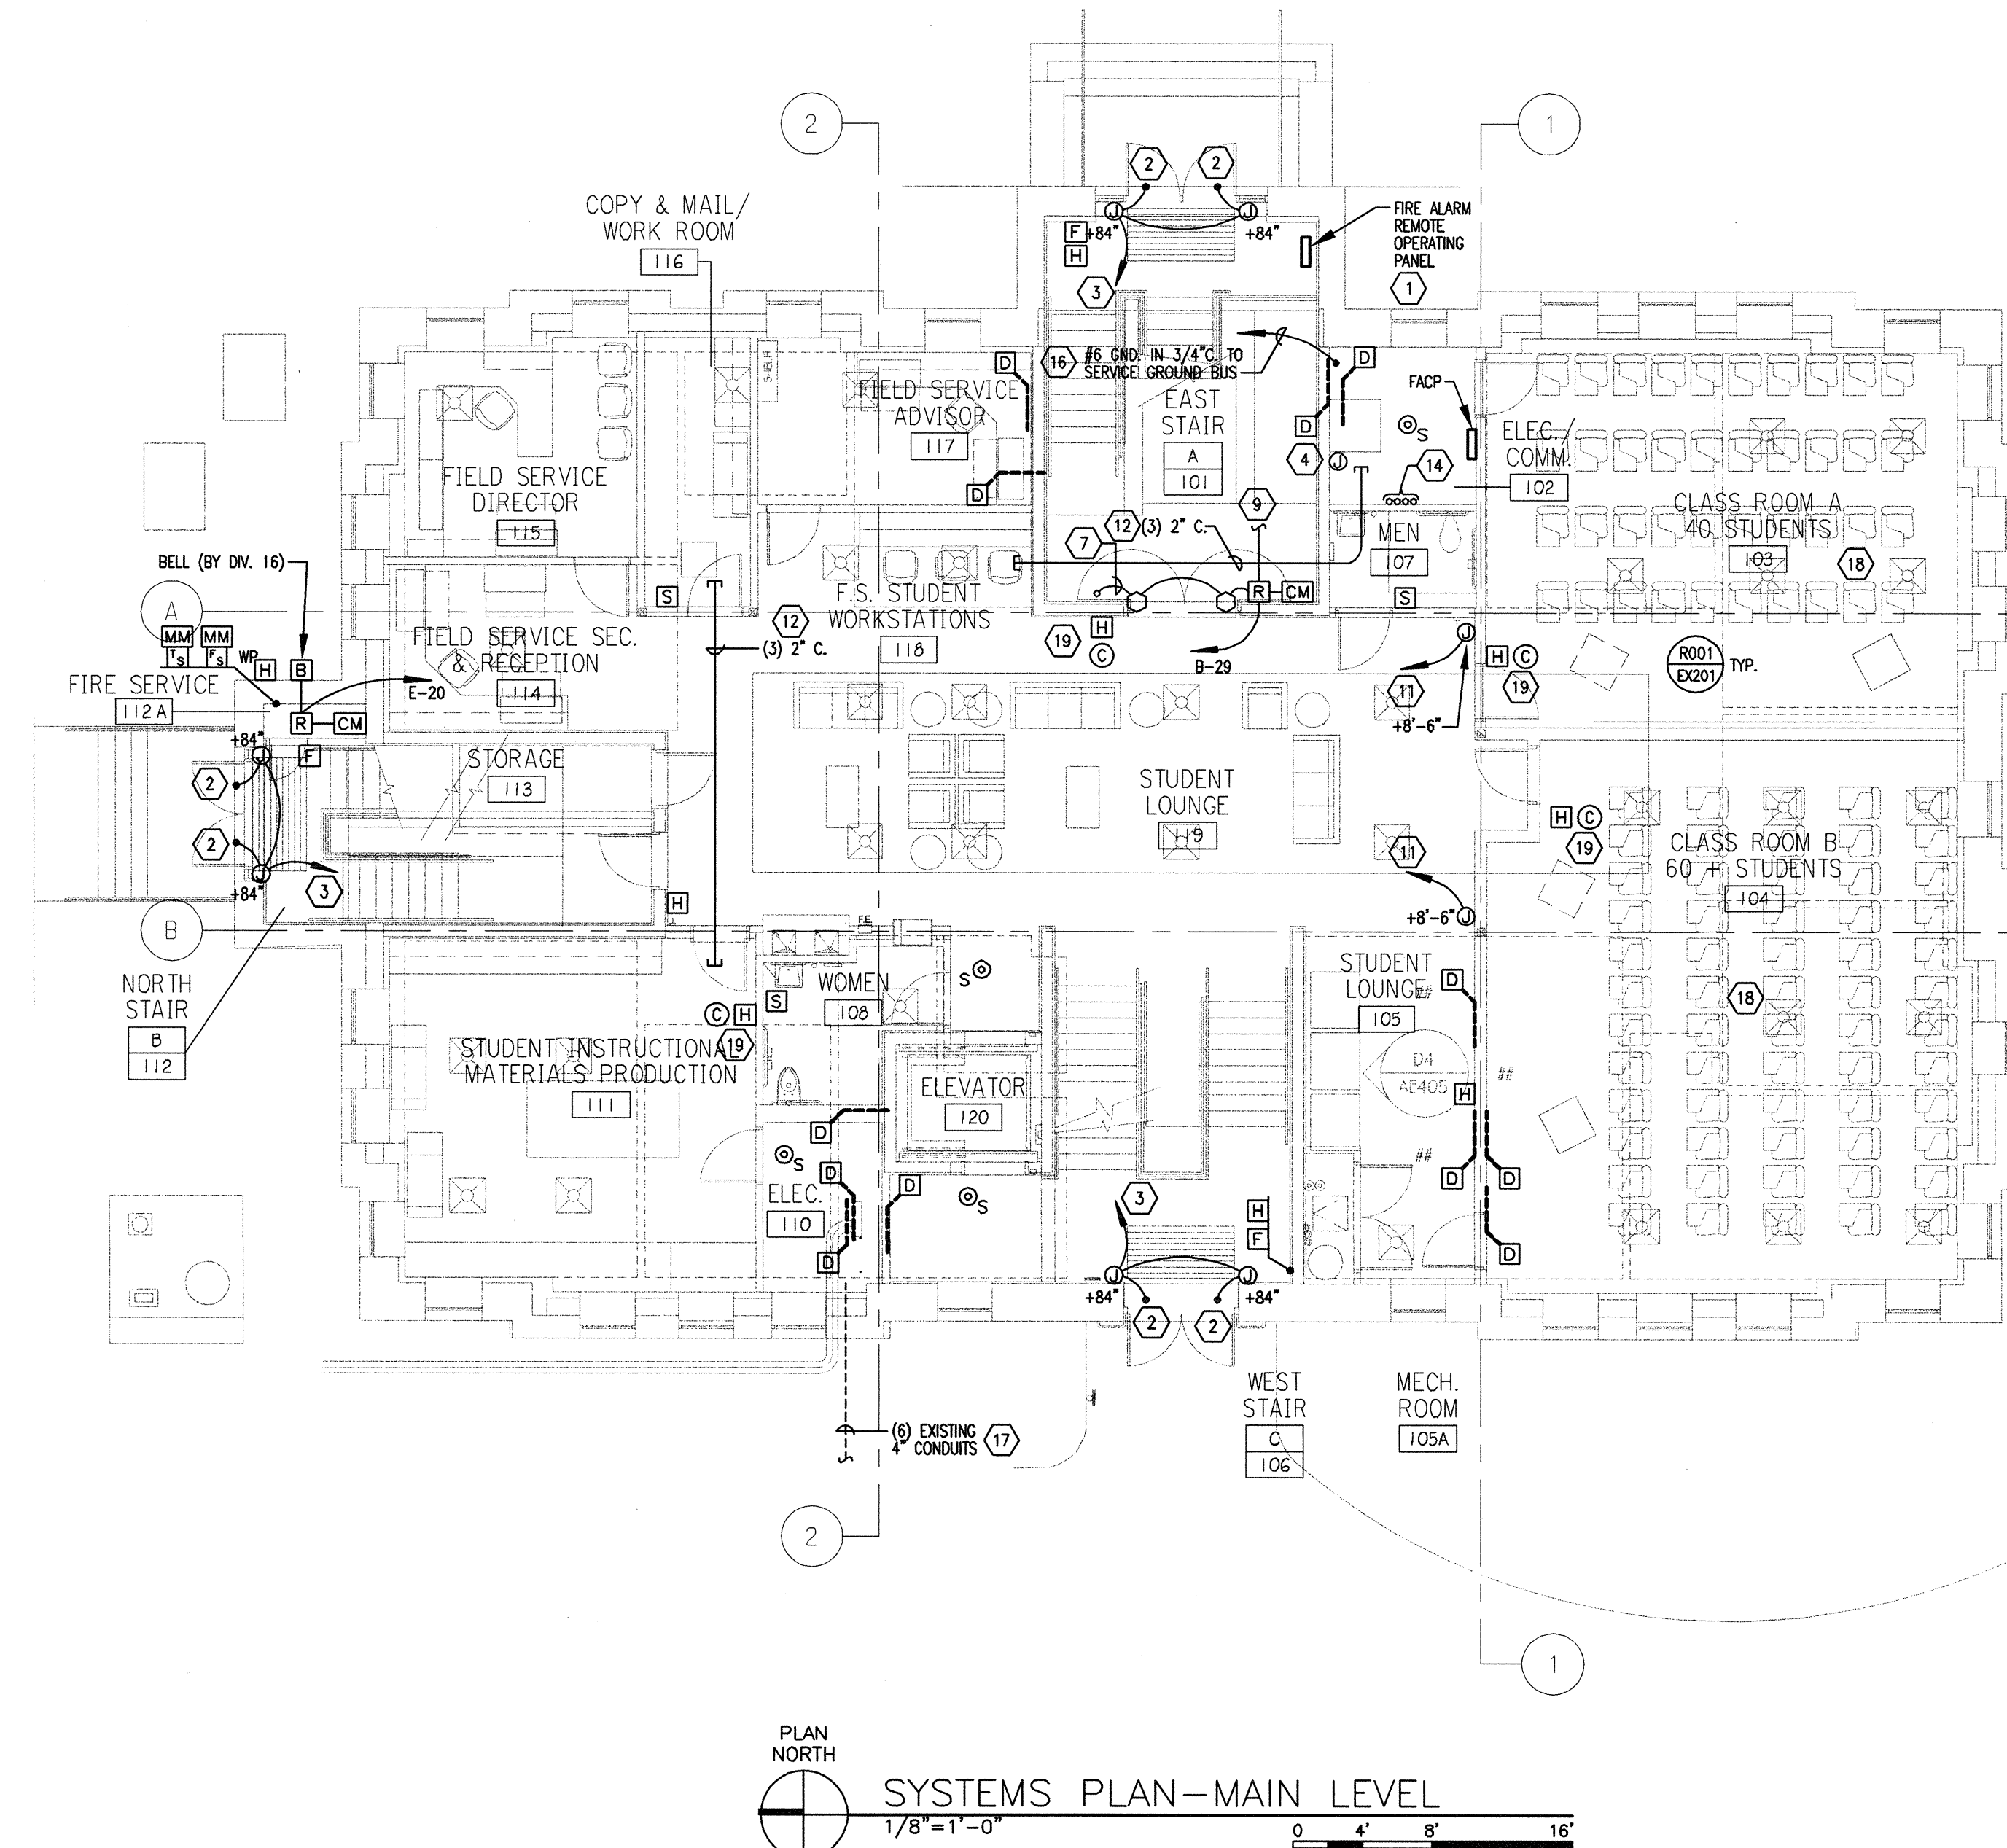 2
1
2
2
COPY & MAIL/
WORK ROOM
116
J
J
F
H
+84"
+84"
FIRE ALARM
REMOTE
OPERATING
PANEL
1
3
16
#6 GND. IN 3/4"C. TO
SERVICE GROUND BUS
D
D
SHELF
FIELD SERVICE
ADVISOR
117
EAST
STAIR
A
101
FACP
S
D
4
J
14
ELEC./
COMM.
102
FIELD SERVICE
DIRECTOR
115
D
CLASS ROOM A
40 STUDENTS
103
18
9
12
(3) 2" C.
7
MEN
107
BELL (BY DIV. 16)
A
S
F.S. STUDENT
WORKSTATIONS
118
R
CM
S
MM
MM
TS
FS
WP
H
B
FIELD SERVICE SEC.
& RECEPTION
114
12
(3) 2" C.
19
H
C
B-29
J
H
C
19
R001
EX201
TYP.
FIRE SERVICE
112A
E-20
R
CM
11
+8'-6"
+84"
J
F
STORAGE
113
STUDENT
LOUNGE
119
2
2
J
+84"
3
11
H
C
19
CLASS ROOM B
60 + STUDENTS
104
H
+8'-6"
J
B
F.E.
NORTH
STAIR
B
112
WOMEN
108
S
S
STUDENT
LOUNGE
##
105
D
18
C
H
19
STUDENT INSTRUCTIONAL
MATERIALS PRODUCTION
111
ELEVATOR
120
D4
AE405
##
H
D
S
D
D
S
##
D
D
ELEC.
110
3
H
F
D
D
J
J
+84"
+84"
2
2
WEST
STAIR
C
106
MECH.
ROOM
105A
(6) EXISTING
4" CONDUITS
17
2
1
PLAN
NORTH
SYSTEMS PLAN-MAIN LEVEL
1/8"=1'-0"
0 4' 8' 16'